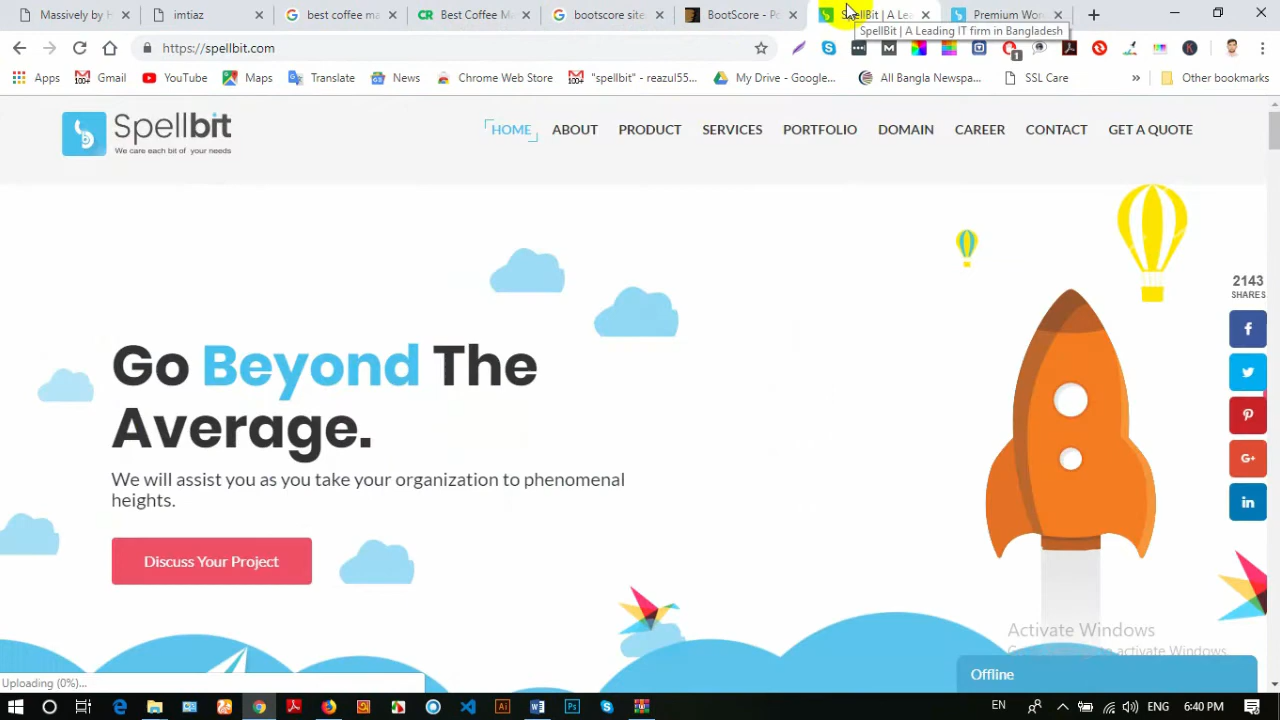 Massively by H
imtiaz
best coffee ma
Best Coffee M
bootscore site
BootScore - Po
SpellBit | A Lea
Premium Wor
SpellBit | A Leading IT firm in Bangladesh
https://spellbit.com
1
Apps
Gmail
YouTube
Maps
Translate
News
Chrome Web Store
"spellbit" - reazul55...
My Drive - Google...
All Bangla Newspa...
SSL Care
»
Other bookmarks
Spellbit
We care each bit of your needs
HOME
ABOUT
PRODUCT
SERVICES
PORTFOLIO
DOMAIN
CAREER
CONTACT
GET A QUOTE
2143
SHARES
Go Beyond The
Average.
We will assist you as you take your organization to phenomenal
heights.
Discuss Your Project
Activate Windows
to activate Windows.
Offline
Uploading (0%)...
EN
ENG
6:40 PM